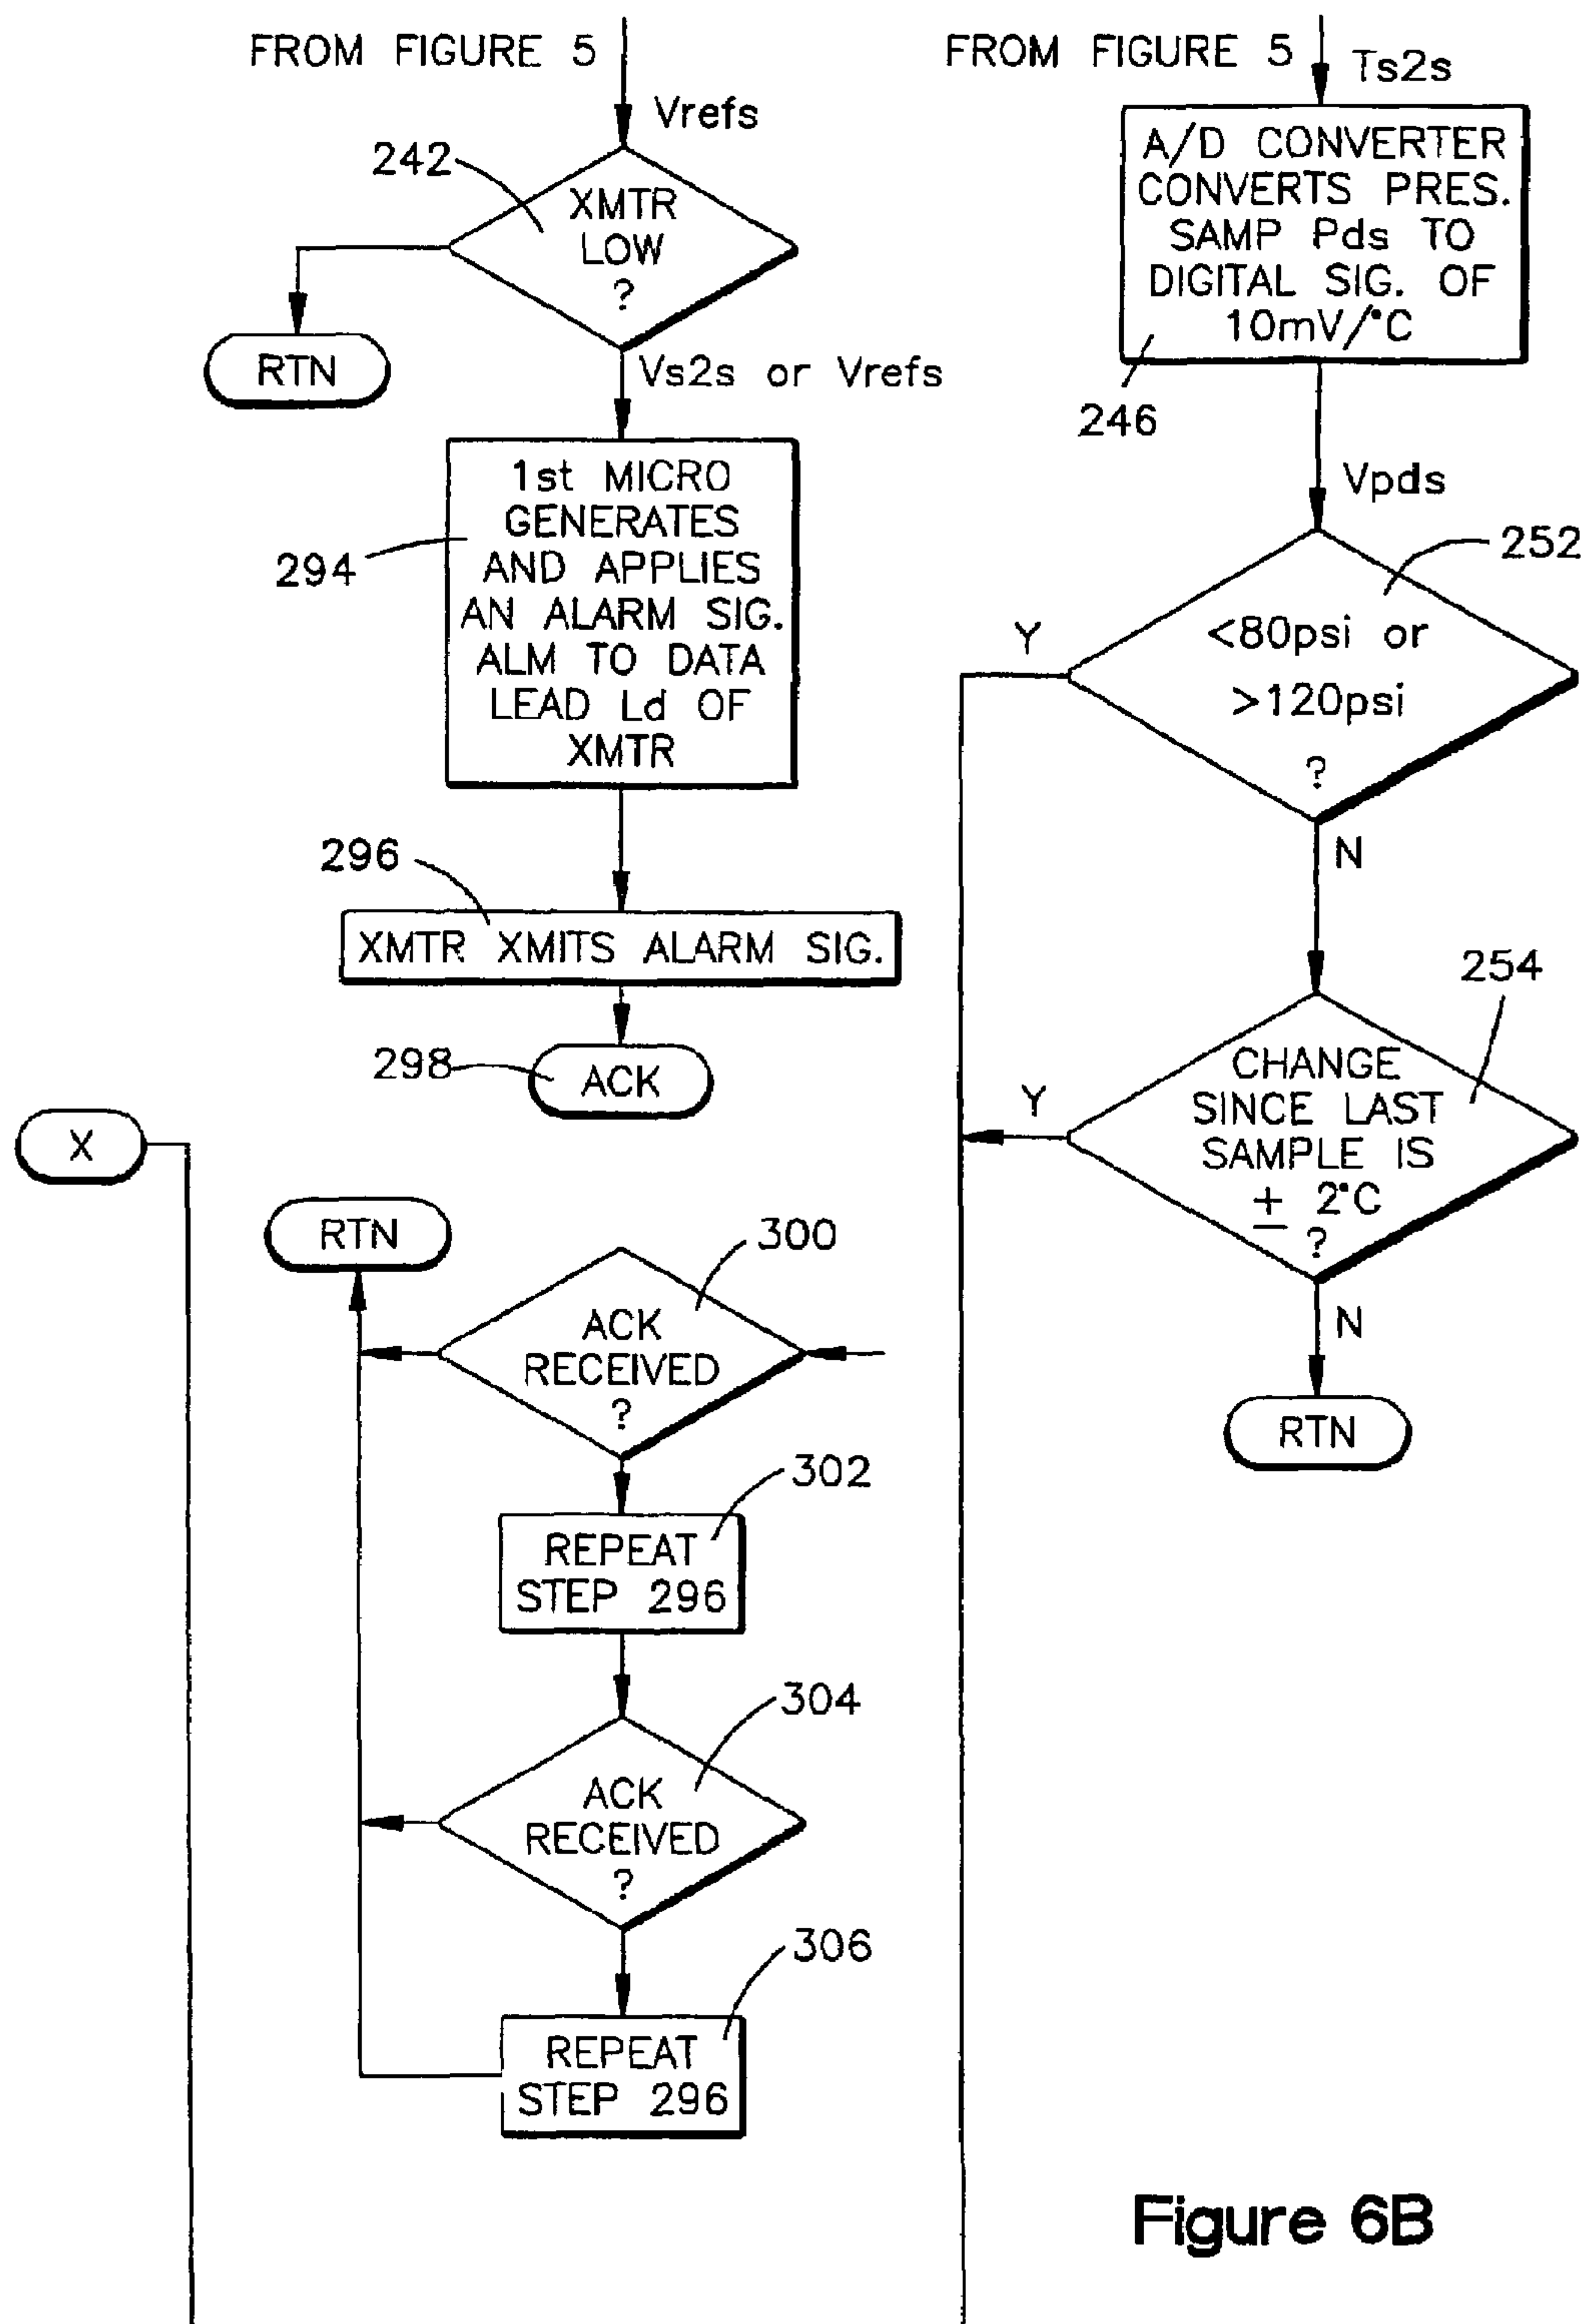 FROM FIGURE 5
Vrefs
242
XMTR
LOW
?
RTN
Vs2s or Vrefs
1st MICRO
GENERATES
AND APPLIES
AN ALARM SIG.
ALM TO DATA
LEAD Ld OF
XMTR
294
296
XMTR XMITS ALARM SIG.
298
ACK
X
RTN
300
ACK
RECEIVED
?
302
REPEAT
STEP 296
304
ACK
RECEIVED
?
306
REPEAT
STEP 296
FROM FIGURE 5
Ts2s
A/D CONVERTER
CONVERTS PRES.
SAMP Pds TO
DIGITAL SIG. OF
10mV/°C
246
Vpds
252
<80psi or
>120psi
?
Y
N
254
CHANGE
SINCE LAST
SAMPLE IS
± 2°C
?
Y
N
RTN
Figure 6B